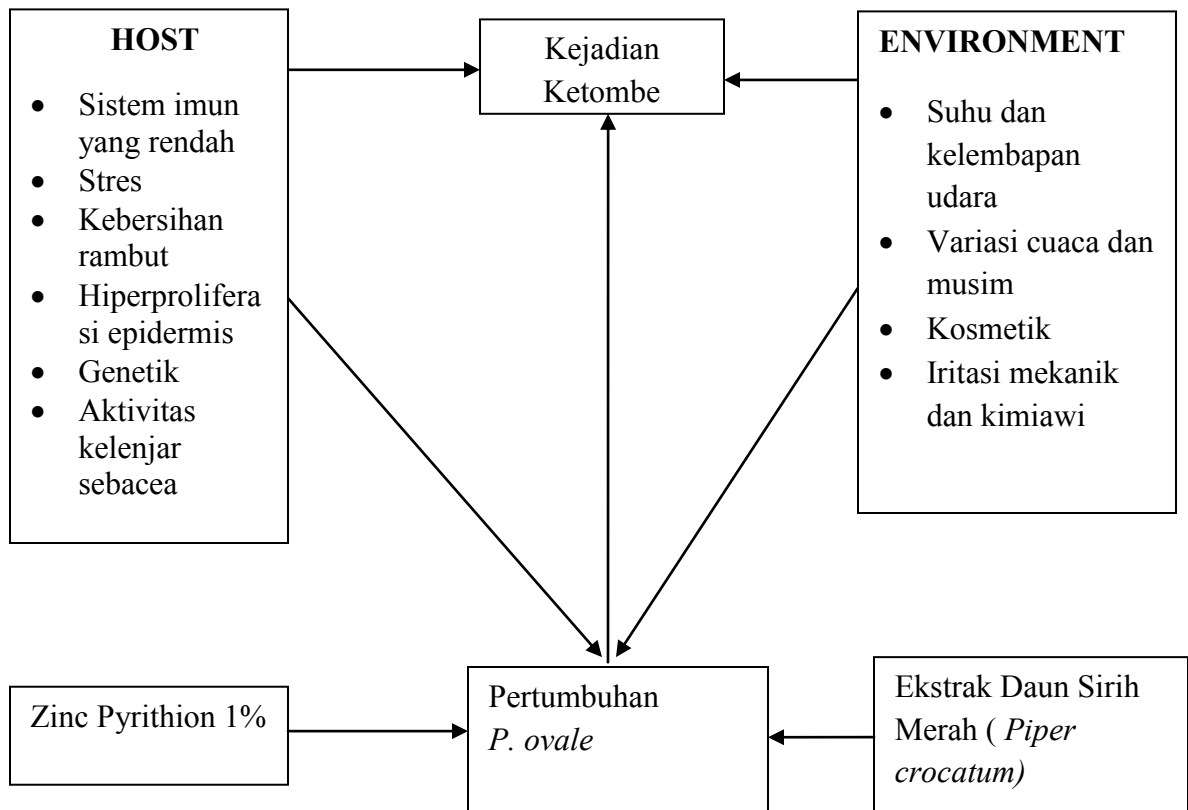 HOST
• Sistem imun
yang rendah
• Stres
• Kebersihan
rambut
• Hiperprolifera
si epidermis
• Genetik
• Aktivitas
kelenjar
sebacea
Kejadian
Ketombe
ENVIRONMENT
• Suhu dan
kelembapan
udara
• Variasi cuaca dan
musim
• Kosmetik
• Iritasi mekanik
dan kimiawi
Zinc Pyrithion 1%
Pertumbuhan
P. ovale
Ekstrak Daun Sirih
Merah ( Piper
crocatum)